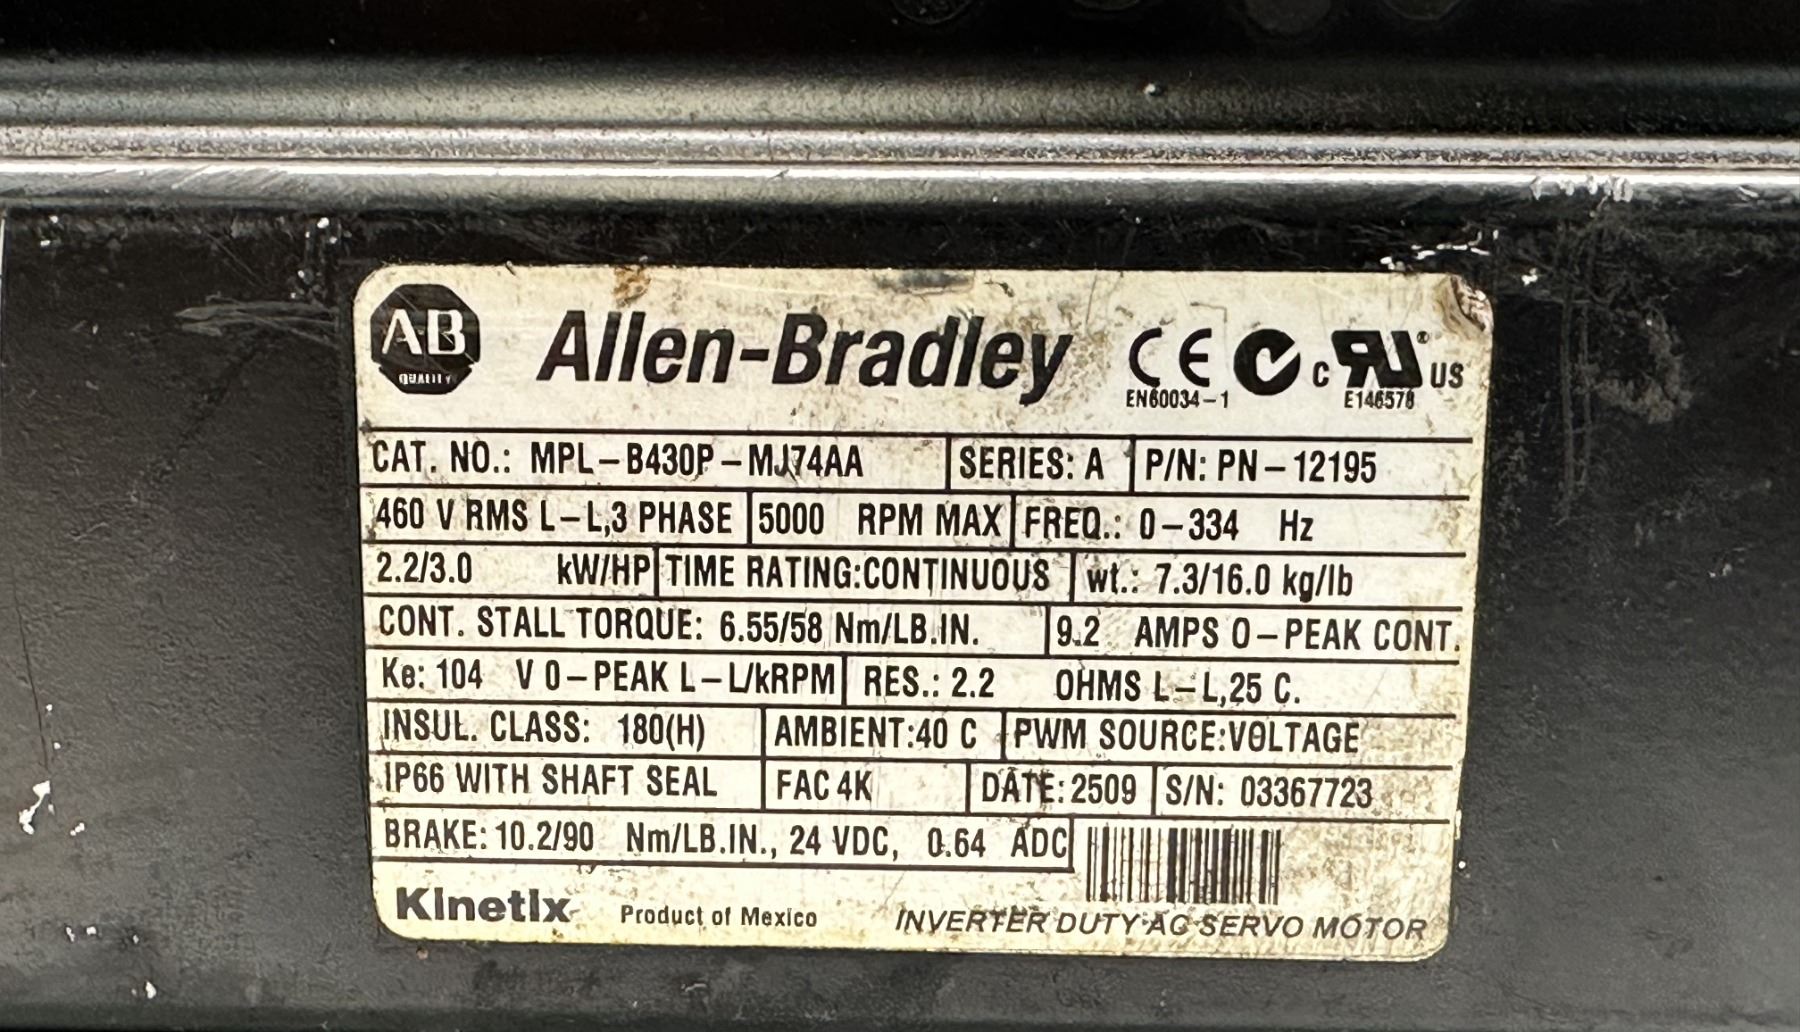 A-B QUALITY
Allen-Bradley CE EN60034-1 c RU® US E146578
CAT. NO.: MPL-B430P-MJ74AA SERIES: A P/N: PN-12195
460 V RMS L-L,3 PHASE 5000 RPM MAX FREQ.: 0-334 Hz
2.2/3.0 kW/HP TIME RATING:CONTINUOUS wt.: 7.3/16.0 kg/lb
CONT. STALL TORQUE: 6.55/58 Nm/LB.IN. 9.2 AMPS 0-PEAK CONT.
Ke: 104 V 0-PEAK L-L/kRPM RES.: 2.2 OHMS L-L,25 C.
INSUL. CLASS: 180(H) AMBIENT:40 C PWM SOURCE:VOLTAGE
IP66 WITH SHAFT SEAL FAC 4K DATE:2509 S/N: 03367723
BRAKE: 10.2/90 Nm/LB.IN., 24 VDC, 0.64 ADC
Kinetix Product of Mexico INVERTER DUTY AC SERVO MOTOR